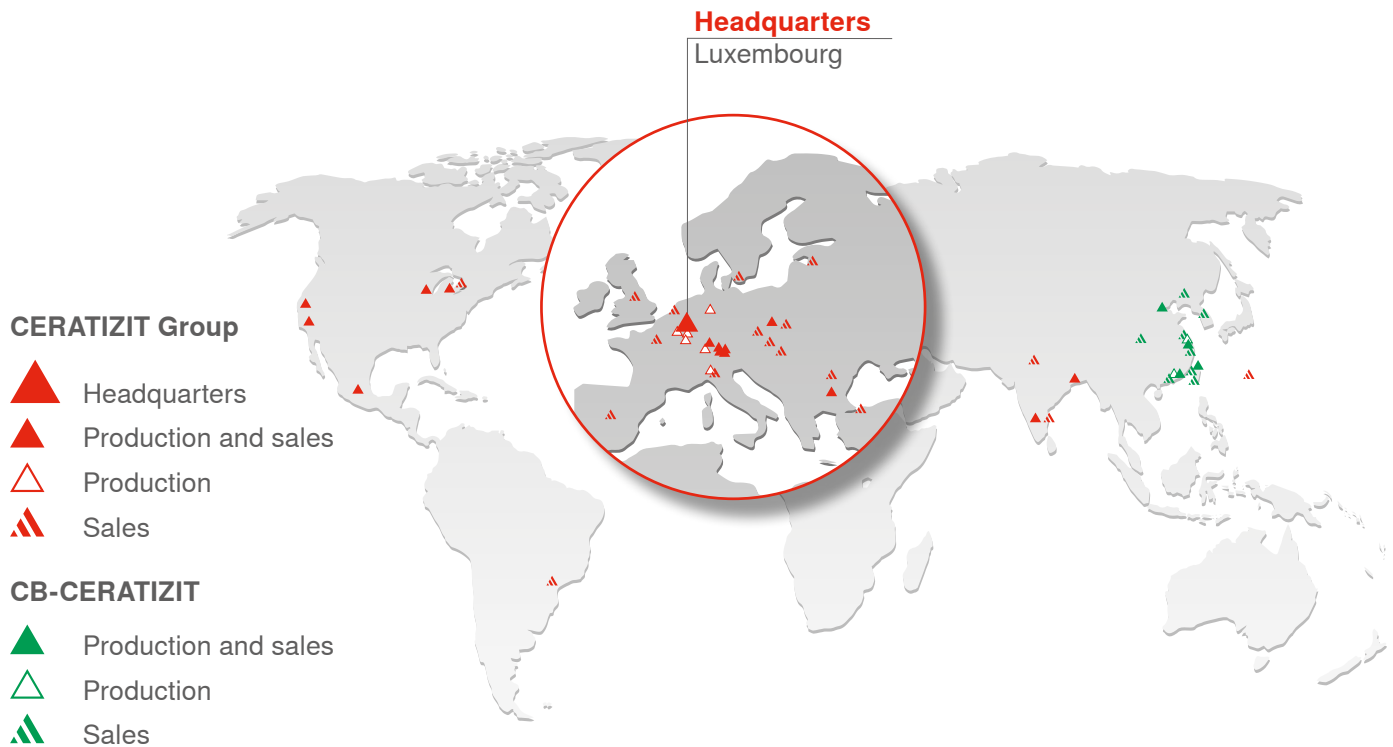 Headquarters
Luxembourg
CERATIZIT Group
Headquarters
Production and sales
Production
Sales
CB-CERATIZIT
Production and sales
Production
Sales